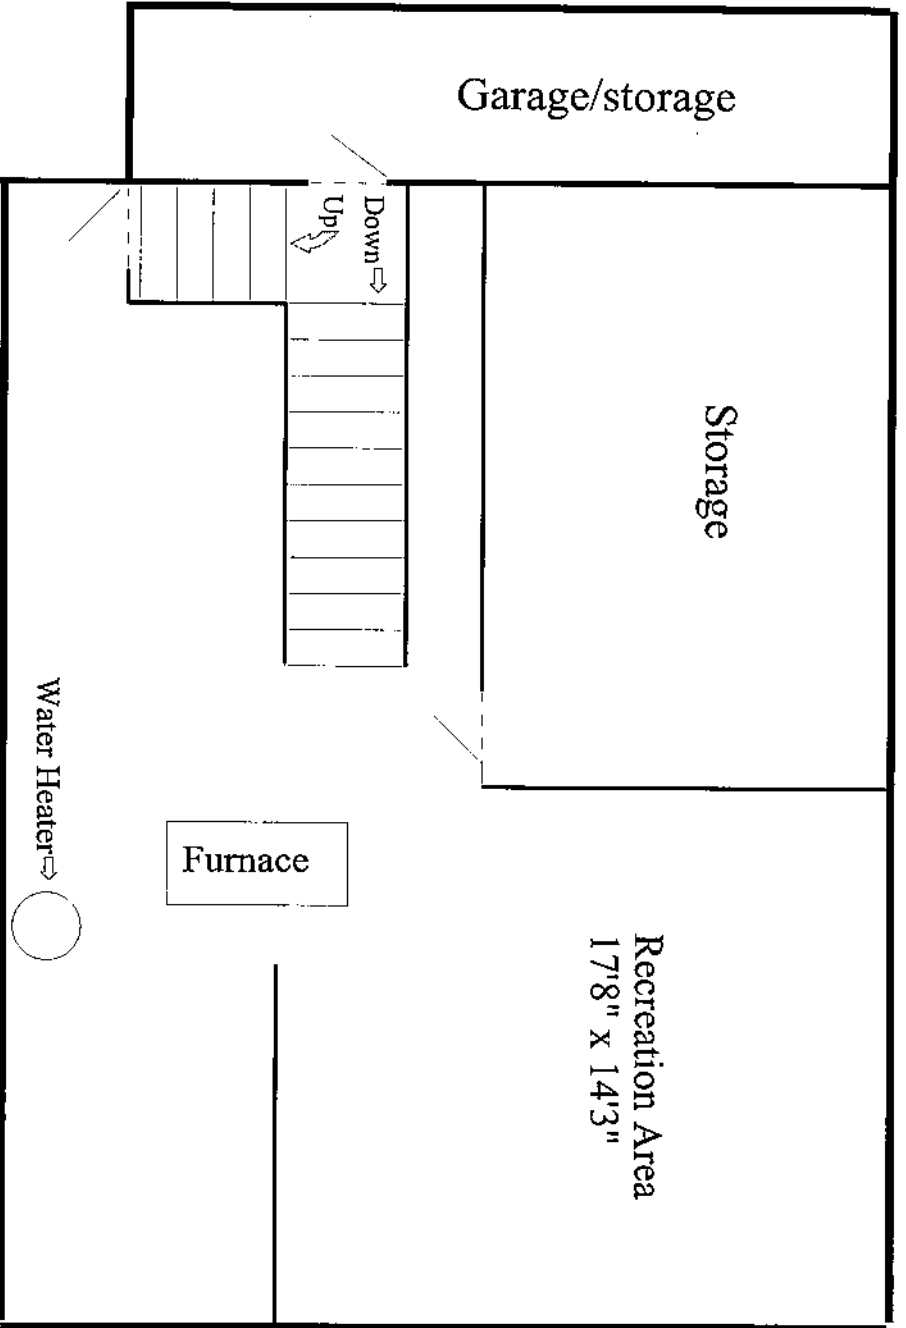 Garage/storage
Up
Down
Storage
Water Heater
Furnace
Recreation Area
17'8" x 14'3"